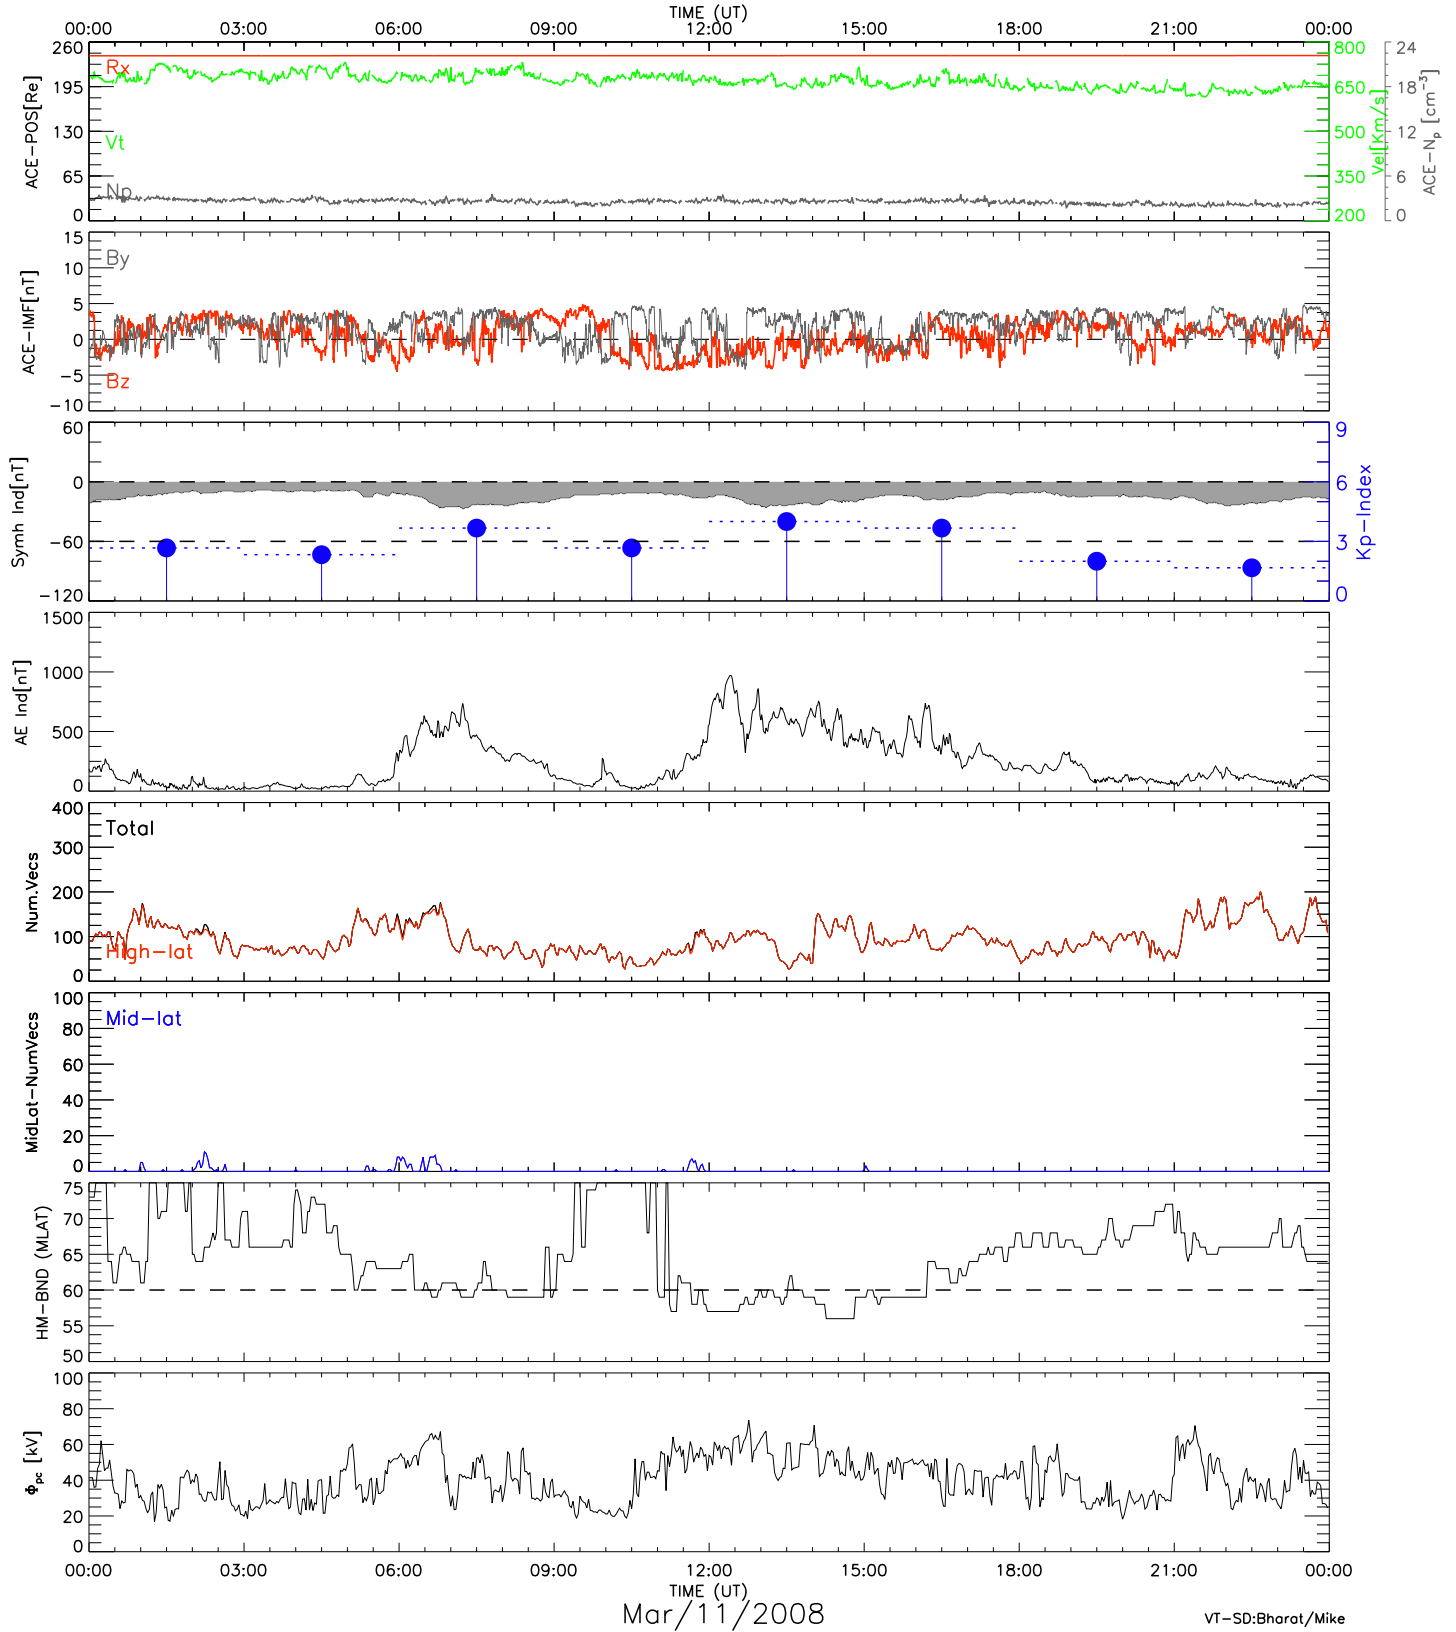 TIME (UT)
00:00 03:00 06:00 09:00 12:00 15:00 18:00 21:00 00:00
260 195 130 65 0
ACE-POS[Re]
Rx
Vt
Np
800 650 500 350 200
Vel[Km/s]
24 18 12 6 0
ACE-Np [cm-3]
15 10 5 0 -5 -10
ACE-IMF[nT]
By
Bz
60 0 -60 -120
Symh Ind[nT]
9 6 3 0
Kp-Index
1500 1000 500 0
AE Ind[nT]
400 300 200 100 0
Num.Vecs
Total
High-lat
100 80 60 40 20 0
MidLat-NumVecs
Mid-lat
75 70 65 60 55 50
HM-BND (MLAT)
100 80 60 40 20 0
Φpc [kV]
00:00 03:00 06:00 09:00 12:00 15:00 18:00 21:00 00:00
TIME (UT)
Mar/11/2008
VT-SD:Bharat/Mike